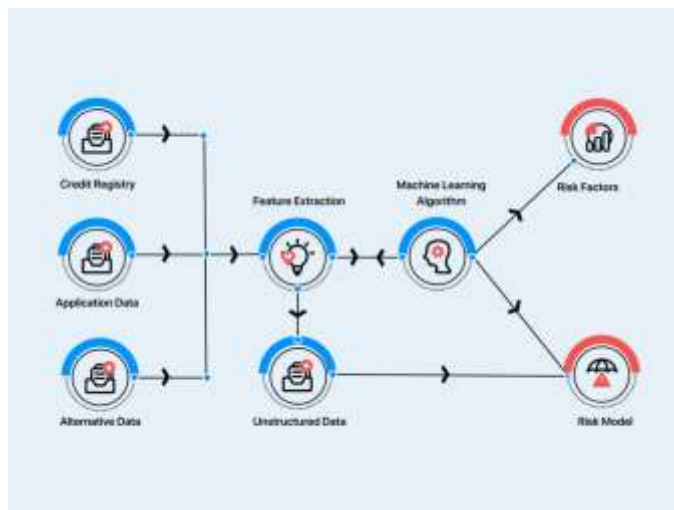 Credit Registry
Feature Extraction
Machine Learning
Algorithm
Risk Factors
Application Data
Alternative Data
Unstructured Data
Risk Model